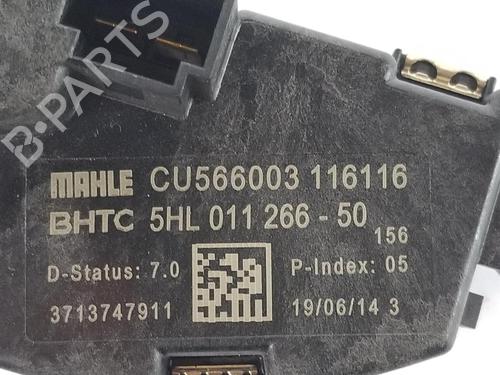 B-PARTS
MAHLE CU566003 116116
BHTC 5HL 011 266 - 50
156
D-Status: 7.0 P-Index: 05
3713747911 19/06/14 3